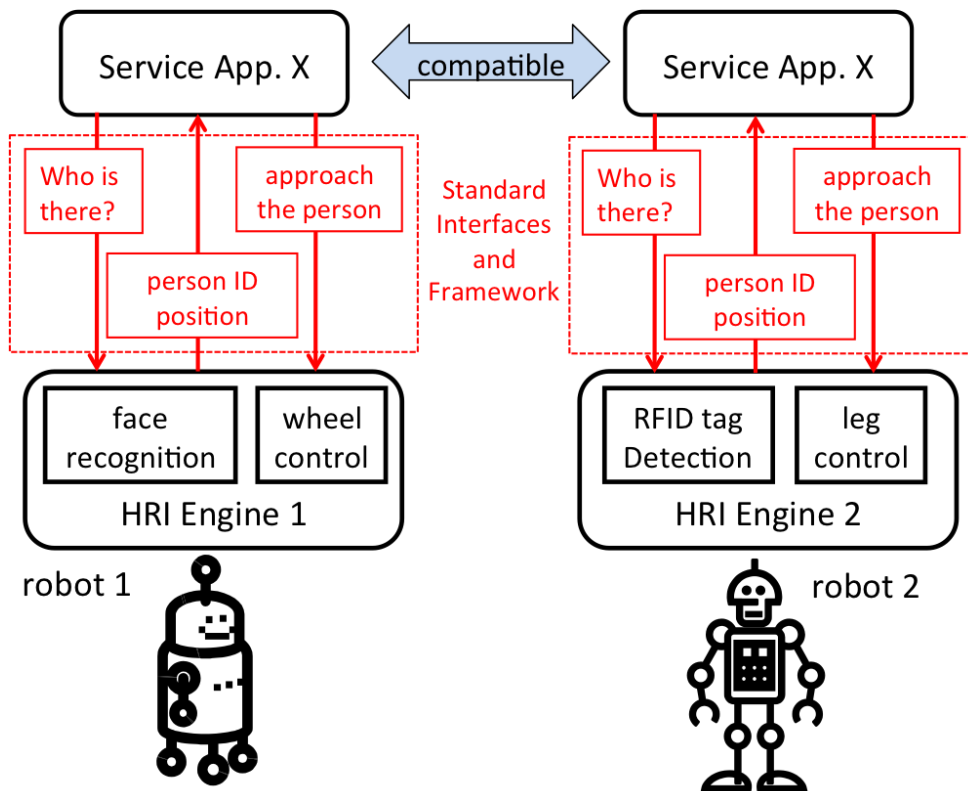 Service App. X
compatible
Service App. X
Who is
there?
approach
the person
person ID
position
Standard
Interfaces
and
Framework
Who is
there?
approach
the person
person ID
position
face
recognition
wheel
control
HRI Engine 1
RFID tag
Detection
leg
control
HRI Engine 2
robot 1
robot 2